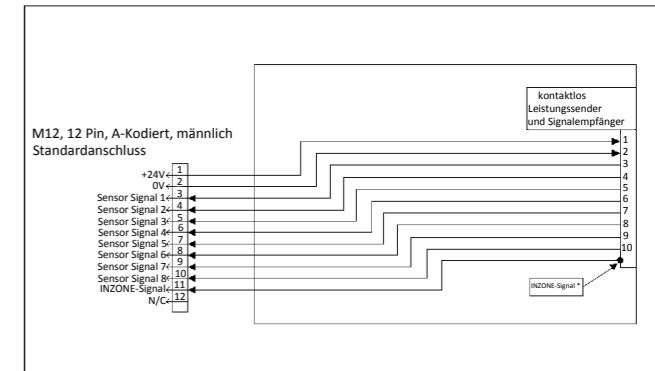 kontaktlos
Leistungssender
und Signalempfänger
M12, 12 Pin, A-Kodiert, männlich
Standardanschluss
+24V 1
0V 2
Sensor Signal 1 3
Sensor Signal 2 4
Sensor Signal 3 5
Sensor Signal 4 6
Sensor Signal 5 7
Sensor Signal 6 8
Sensor Signal 7 9
Sensor Signal 8 10
INZONE-Signal 11
N/C 12
1
2
3
4
5
6
7
8
9
10
INZONE-Signal *